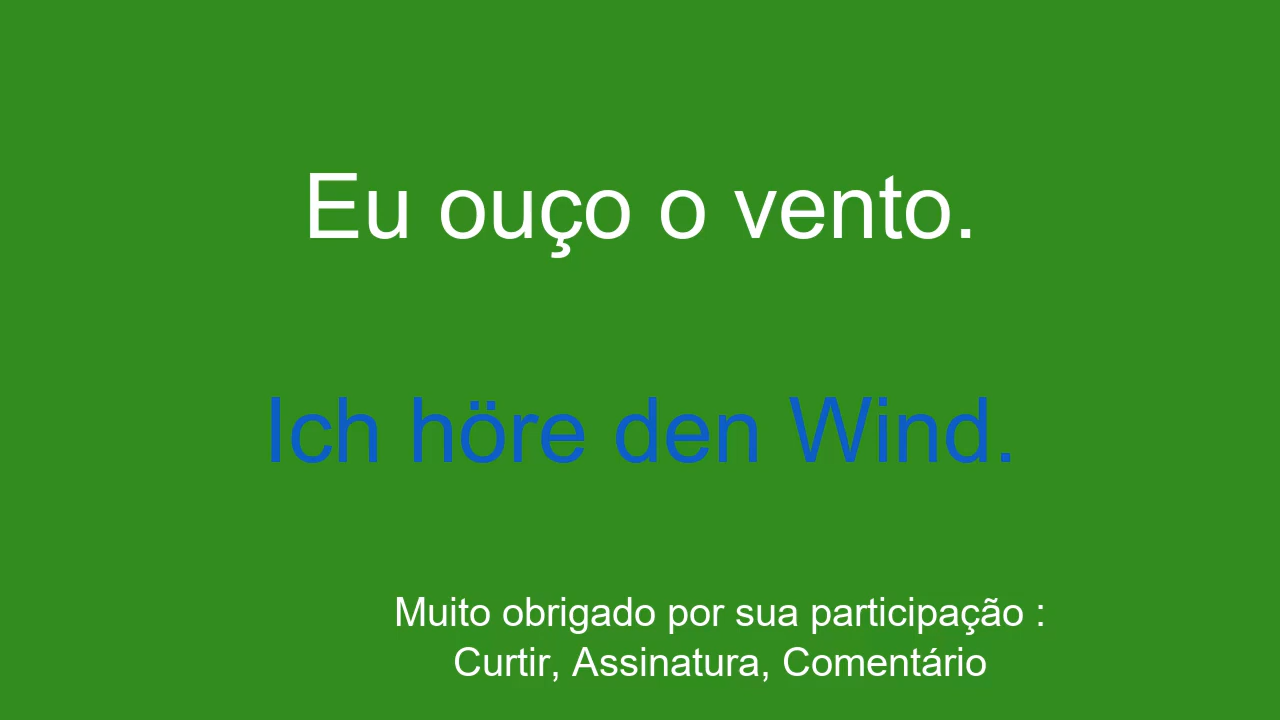 Eu ouço o vento.
Ich höre den Wind.
Muito obrigado por sua participação :
Curtir, Assinatura, Comentário